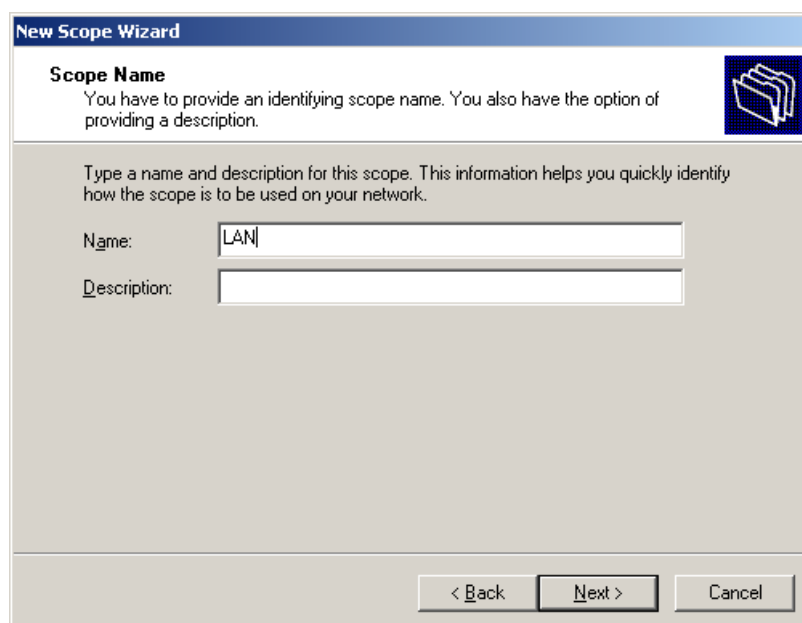 New Scope Wizard
Scope Name
You have to provide an identifying scope name. You also have the option of
providing a description.
Type a name and description for this scope. This information helps you quickly identify
how the scope is to be used on your network.
Name: LAN
Description:
< Back Next > Cancel